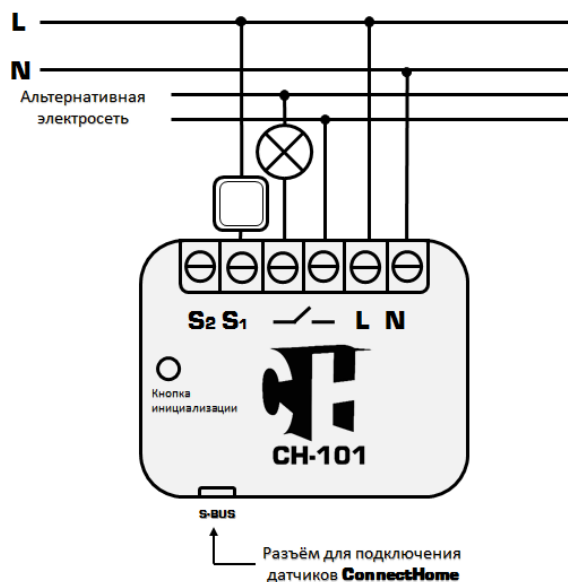 L
N
Альтернативная
электросеть
S2 S1 L N
Кнопка
инициализации
CH-101
S-BUS
Разъём для подключения
датчиков ConnectHome